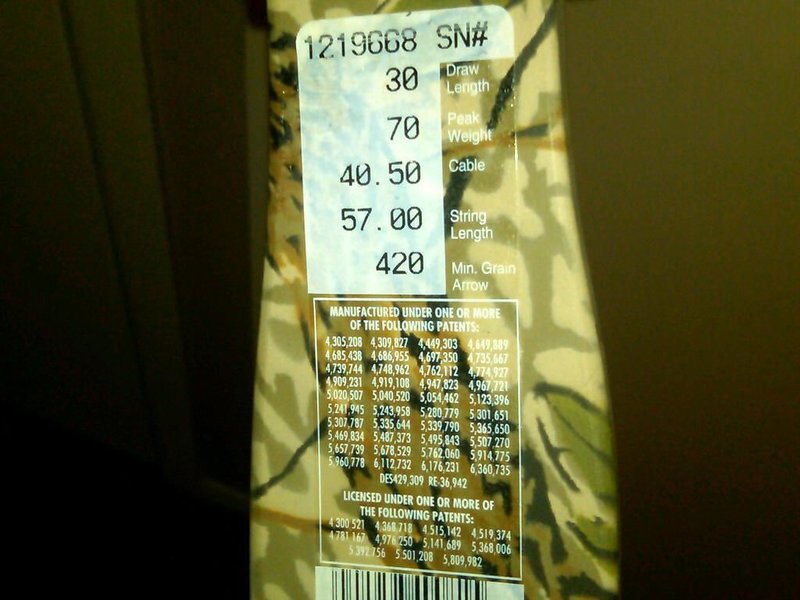 1219668 SN#
30 Draw Length
70 Peak Weight
40.50 Cable
57.00 String Length
420 Min. Grain Arrow
MANUFACTURED UNDER ONE OR MORE
OF THE FOLLOWING PATENTS:
4,305,208 4,309,827 4,449,303 4,649,889
4,685,438 4,686,955 4,697,350 4,735,667
4,739,744 4,748,962 4,762,112 4,774,927
4,909,231 4,919,108 4,947,823 4,967,721
5,020,507 5,040,520 5,054,462 5,123,396
5,241,945 5,243,958 5,280,779 5,301,651
5,307,787 5,335,644 5,339,790 5,365,650
5,469,834 5,487,373 5,495,843 5,507,270
5,657,739 5,678,529 5,762,060 5,914,775
5,960,778 6,112,732 6,176,231 6,360,735
DES429,309 RE-36,942
LICENSED UNDER ONE OR MORE OF
THE FOLLOWING PATENTS:
4 300 521 4,368 718 4,515,142 4,519,374
4 781 167 4,976 250 5,141,689 5,368 006
5 392 756 5 501,208 5,809,982